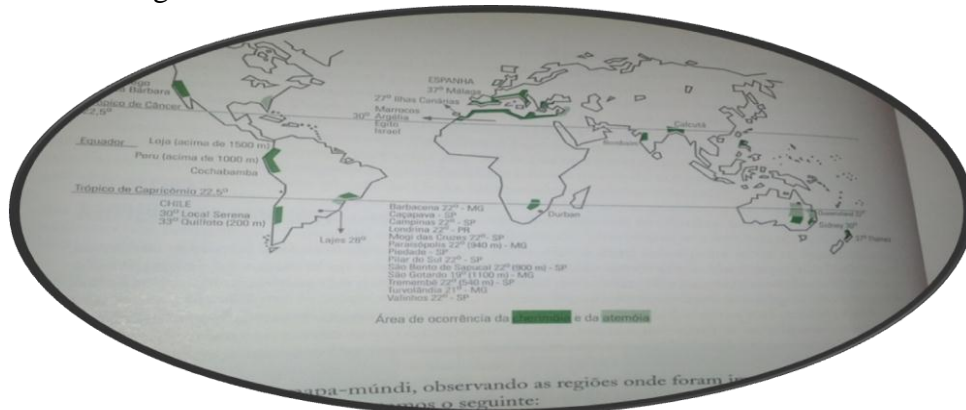 Bárbara
Trópico de Câncer
22,5º
Equador
Loja (acima de 1500 m)
Peru (acima de 1000 m)
Cochabamba
Trópico de Capricórnio 22,5º
CHILE
30º Local Serena
33º Quilloto (200 m)
Lajes 28º
ESPANHA
37º Málaga
27º Ilhas Canárias
Marrocos
30º Argélia
Egito
Israel
Calcutá
Durban
Sidney
Barbacena 22º - MG
Caçapava - SP
Campinas 22º - SP
Londrina 22º - PR
Mogi das Cruzes 22º - SP
Paraisópolis 22º (940 m) - MG
Piedade - SP
Pilar do Sul 22º - SP
São Bento de Sapucaí 22º (900 m) - SP
São Gotardo 19º (1100 m) - MG
Tremembé 22º (540 m) - SP
Turvolândia 21º - MG
Valinhos 22º - SP
Área de ocorrência da cherimóia e da atemóia
mapa-múndi, observando as regiões onde foram
o seguinte: